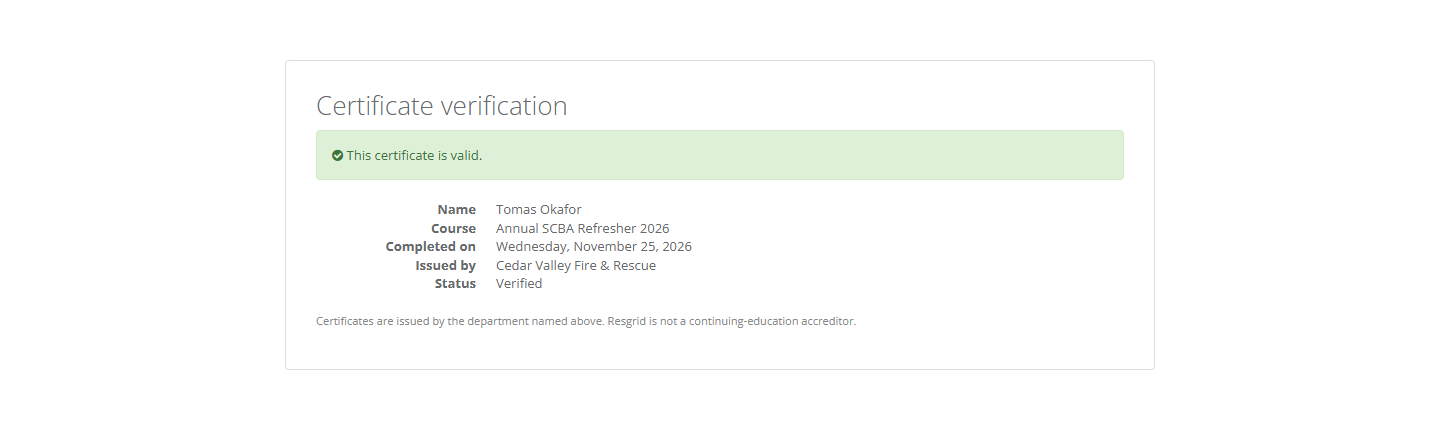 Certificate verification
This certificate is valid.
Name Tomas Okafor
Course Annual SCBA Refresher 2026
Completed on Wednesday, November 25, 2026
Issued by Cedar Valley Fire & Rescue
Status Verified
Certificates are issued by the department named above. Resgrid is not a continuing-education accreditor.